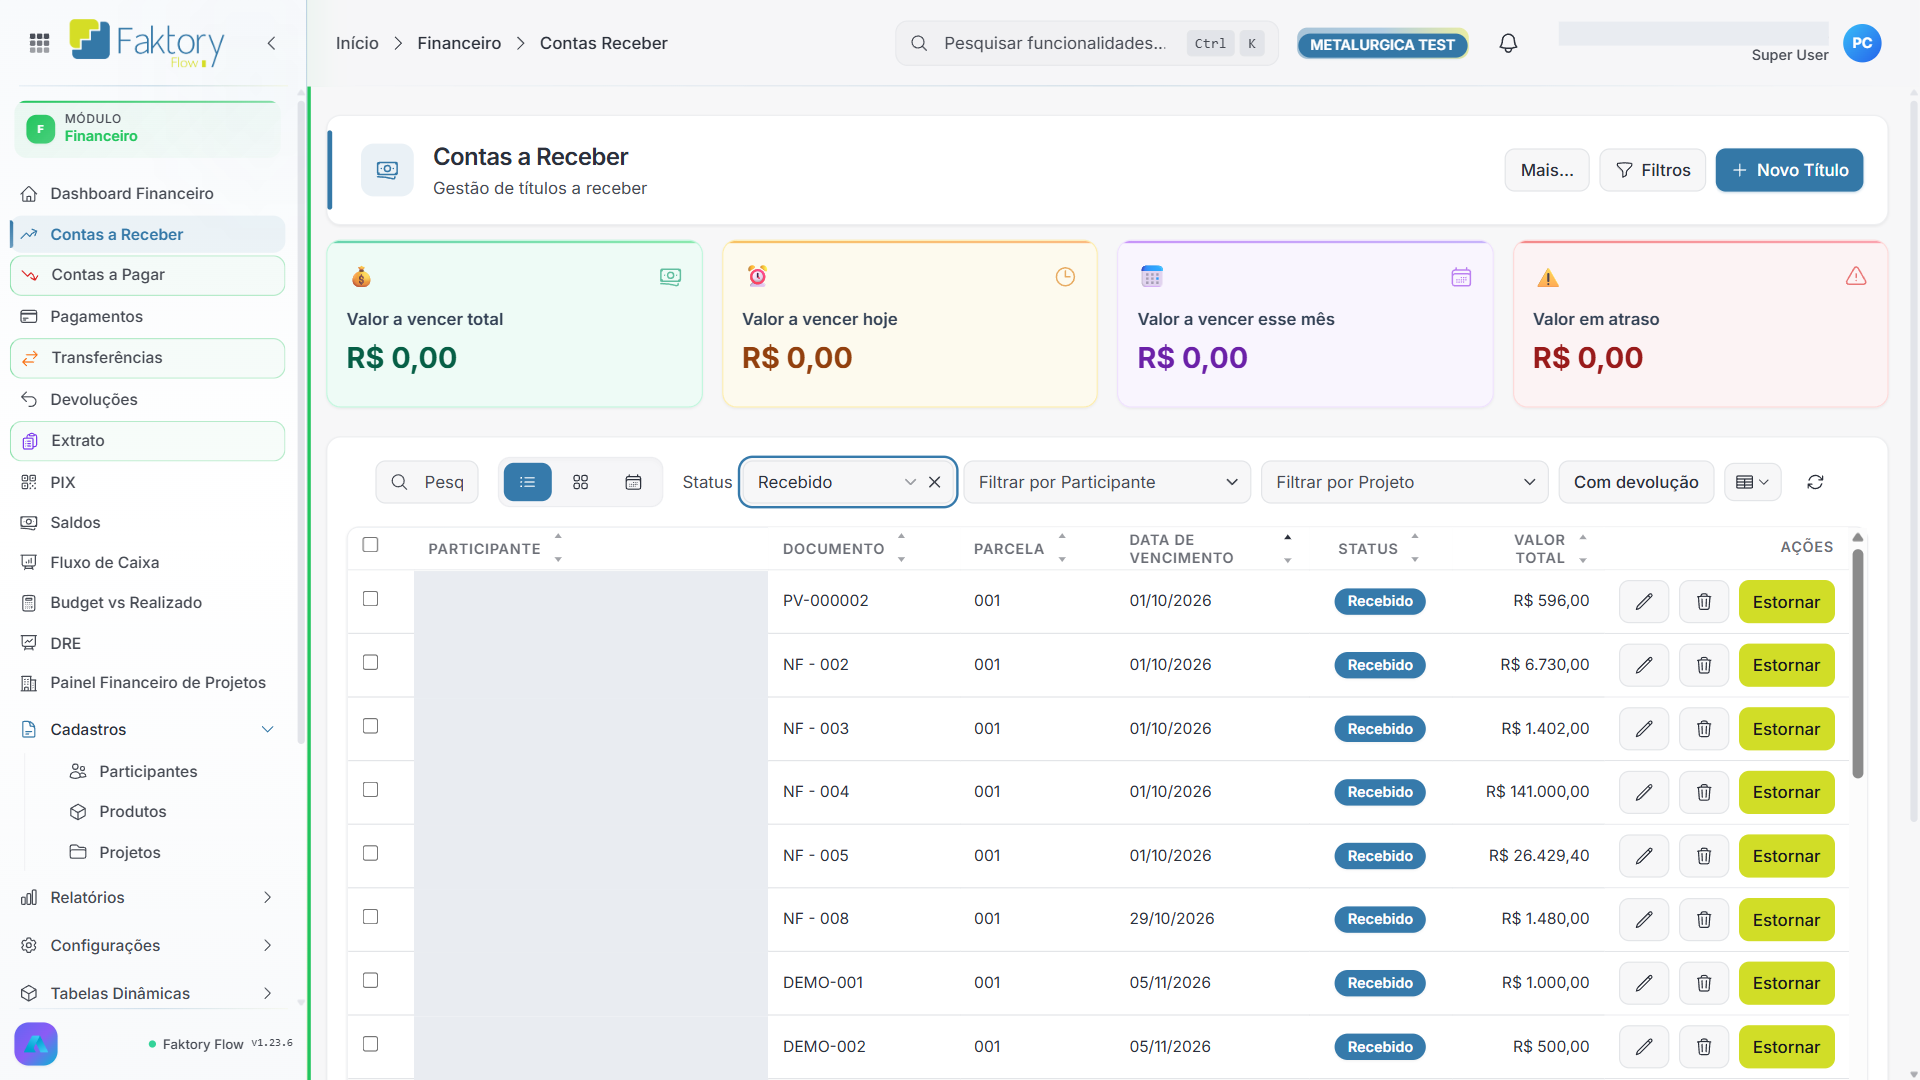 Faktory
Flow
Início > Financeiro > Contas Receber
Pesquisar funcionalidades... Ctrl K
METALURGICA TEST
Super User
PC
F
MÓDULO
Financeiro
Dashboard Financeiro
Contas a Receber
Contas a Pagar
Pagamentos
Transferências
Devoluções
Extrato
PIX
Saldos
Fluxo de Caixa
Budget vs Realizado
DRE
Painel Financeiro de Projetos
Cadastros
Participantes
Produtos
Projetos
Relatórios
Configurações
Tabelas Dinâmicas
Faktory Flow v1.23.6
Contas a Receber
Gestão de títulos a receber
Mais... Filtros + Novo Título
Valor a vencer total
R$ 0,00
Valor a vencer hoje
R$ 0,00
Valor a vencer esse mês
R$ 0,00
Valor em atraso
R$ 0,00
Pesq Status Recebido Filtrar por Participante Filtrar por Projeto Com devolução
PARTICIPANTE DOCUMENTO PARCELA DATA DE VENCIMENTO STATUS VALOR TOTAL AÇÕES
PV-000002 001 01/10/2026 Recebido R$ 596,00 Estornar
NF - 002 001 01/10/2026 Recebido R$ 6.730,00 Estornar
NF - 003 001 01/10/2026 Recebido R$ 1.402,00 Estornar
NF - 004 001 01/10/2026 Recebido R$ 141.000,00 Estornar
NF - 005 001 01/10/2026 Recebido R$ 26.429,40 Estornar
NF - 008 001 29/10/2026 Recebido R$ 1.480,00 Estornar
DEMO-001 001 05/11/2026 Recebido R$ 1.000,00 Estornar
DEMO-002 001 05/11/2026 Recebido R$ 500,00 Estornar